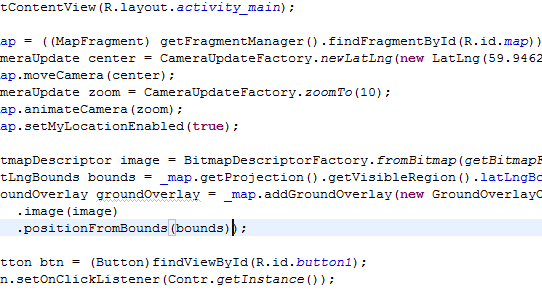 tContentView(R.layout.activity_main);
ap = ((MapFragment) getFragmentManager().findFragmentById(R.id.map))
meraUpdate center = CameraUpdateFactory.newLatLng(new LatLng(59.9462
ap.moveCamera(center);
meraUpdate zoom = CameraUpdateFactory.zoomTo(10);
ap.animateCamera(zoom);
ap.setMyLocationEnabled(true);
tmapDescriptor image = BitmapDescriptorFactory.fromBitmap(getBitmapF
tLngBounds bounds = _map.getProjection().getVisibleRegion().latLngBo
oundOverlay groundOverlay = _map.addGroundOverlay(new GroundOverlayO
.image(image)
.positionFromBounds(bounds));
tton btn = (Button)findViewById(R.id.button1);
n.setOnClickListener(Contr.getInstance());